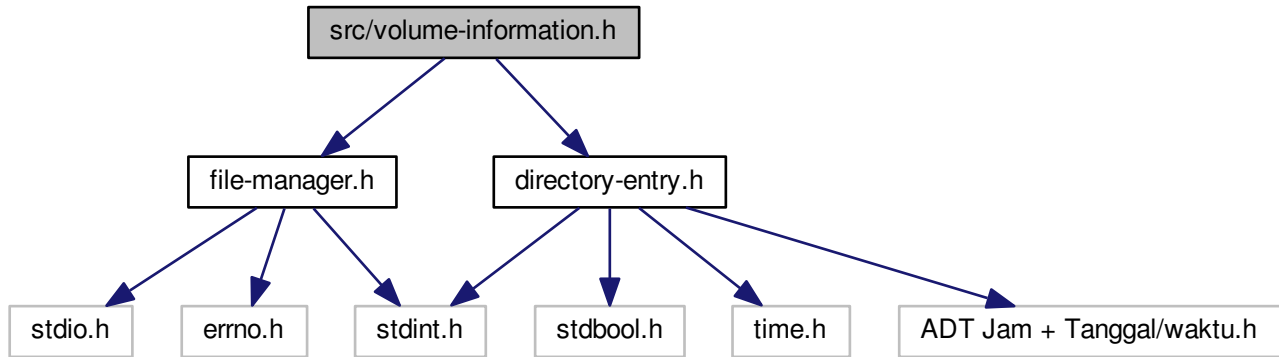 src/volume-information.h
file-manager.h
directory-entry.h
stdio.h
errno.h
stdint.h
stdbool.h
time.h
ADT Jam + Tanggal/waktu.h